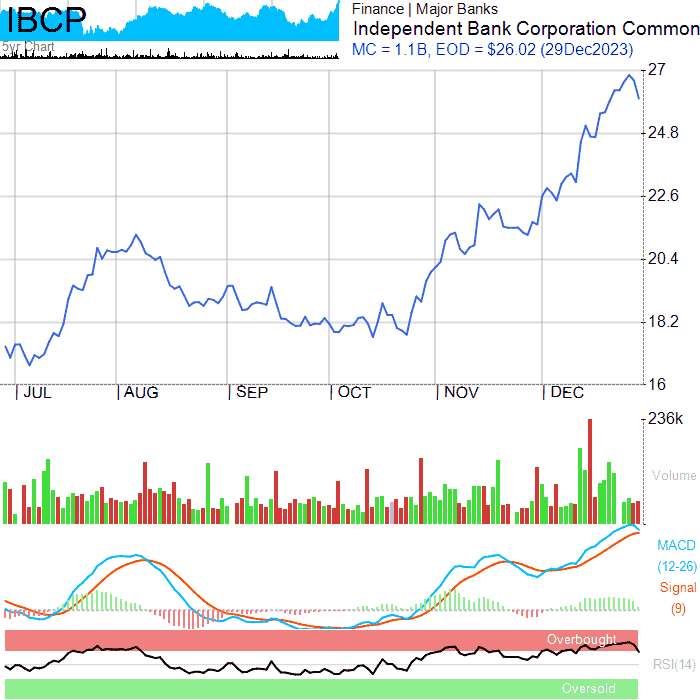 IBCP
5yr Chart
Finance | Major Banks
Independent Bank Corporation Common
MC = 1.1B, EOD = $26.02 (29Dec2023)
27
24.8
22.6
20.4
18.2
16
JUL AUG SEP OCT NOV DEC
236k
Volume
MACD
(12-26)
Signal
(9)
Overbought
RSI(14)
Oversold